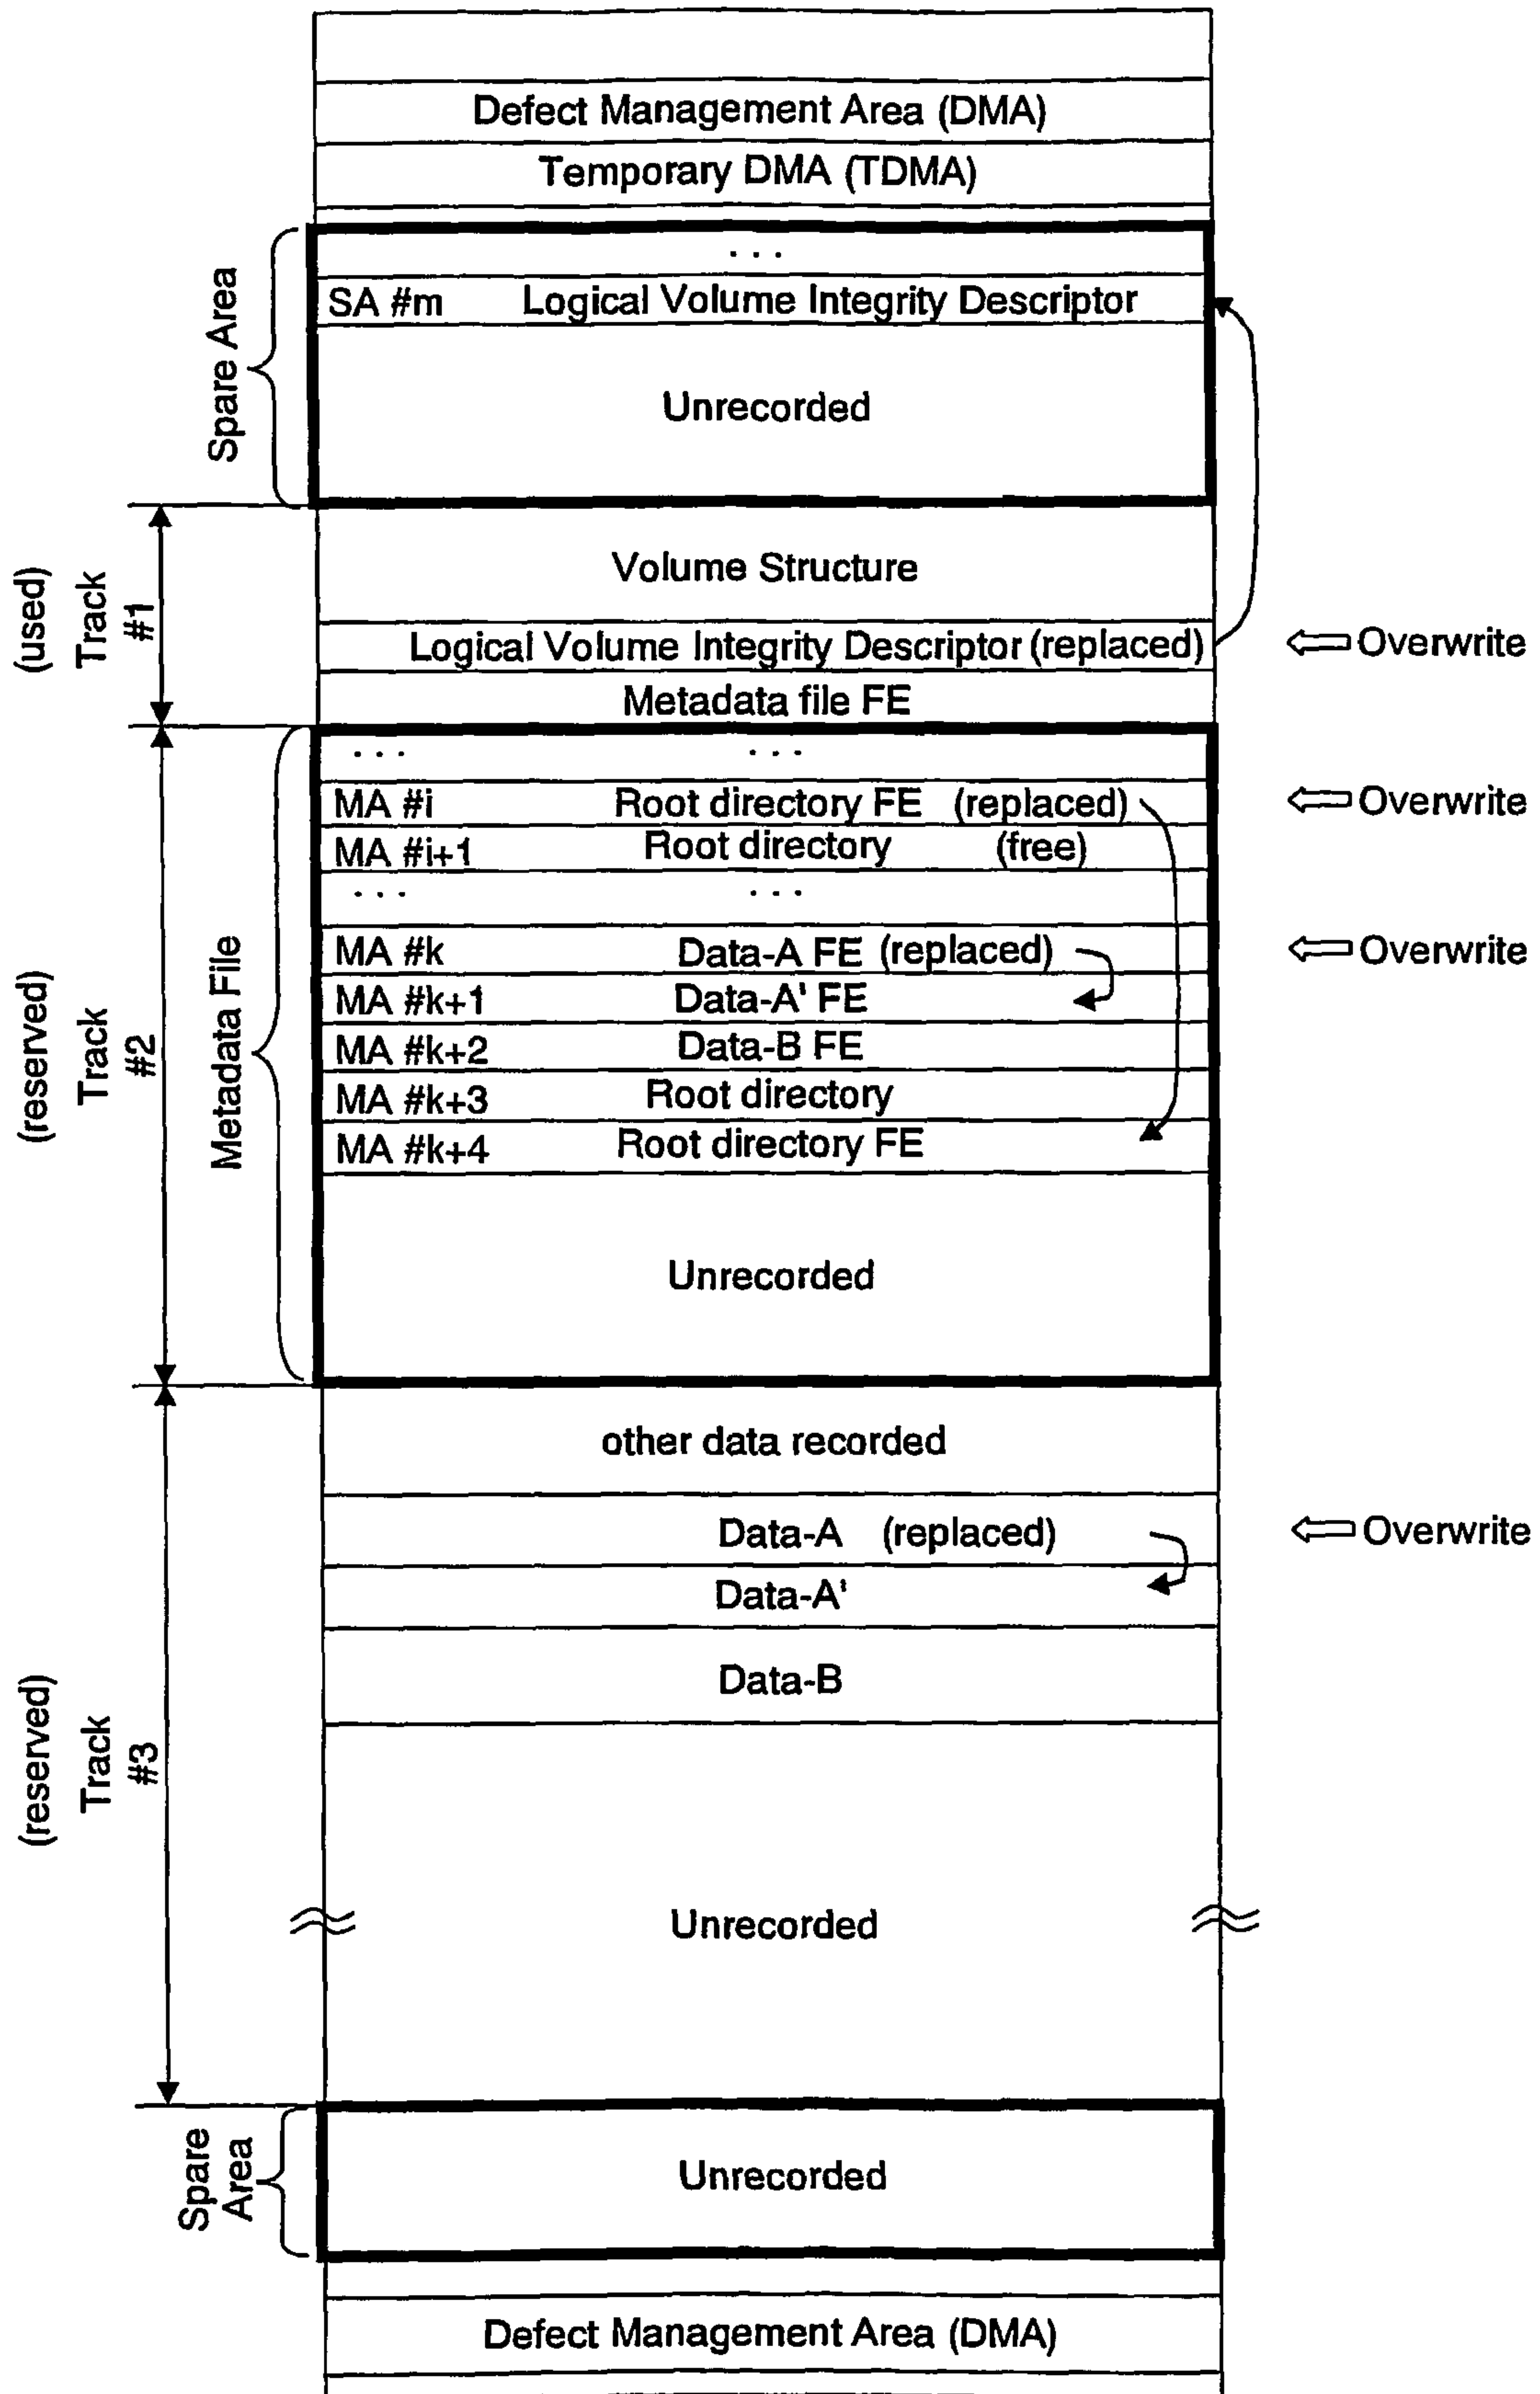 Defect Management Area (DMA)
Temporary DMA (TDMA)
Spare Area
. . .
SA #m Logical Volume Integrity Descriptor
Unrecorded
(used)
Track
#1
Volume Structure
Logical Volume Integrity Descriptor (replaced)
Overwrite
Metadata file FE
(reserved)
Track
#2
Metadata File
. . . . . .
MA #i Root directory FE (replaced)
Overwrite
MA #i+1 Root directory (free)
. . . . . .
MA #k Data-A FE (replaced)
Overwrite
MA #k+1 Data-A' FE
MA #k+2 Data-B FE
MA #k+3 Root directory
MA #k+4 Root directory FE
Unrecorded
(reserved)
Track
#3
other data recorded
Data-A (replaced)
Overwrite
Data-A'
Data-B
Unrecorded
Spare
Area
Unrecorded
Defect Management Area (DMA)